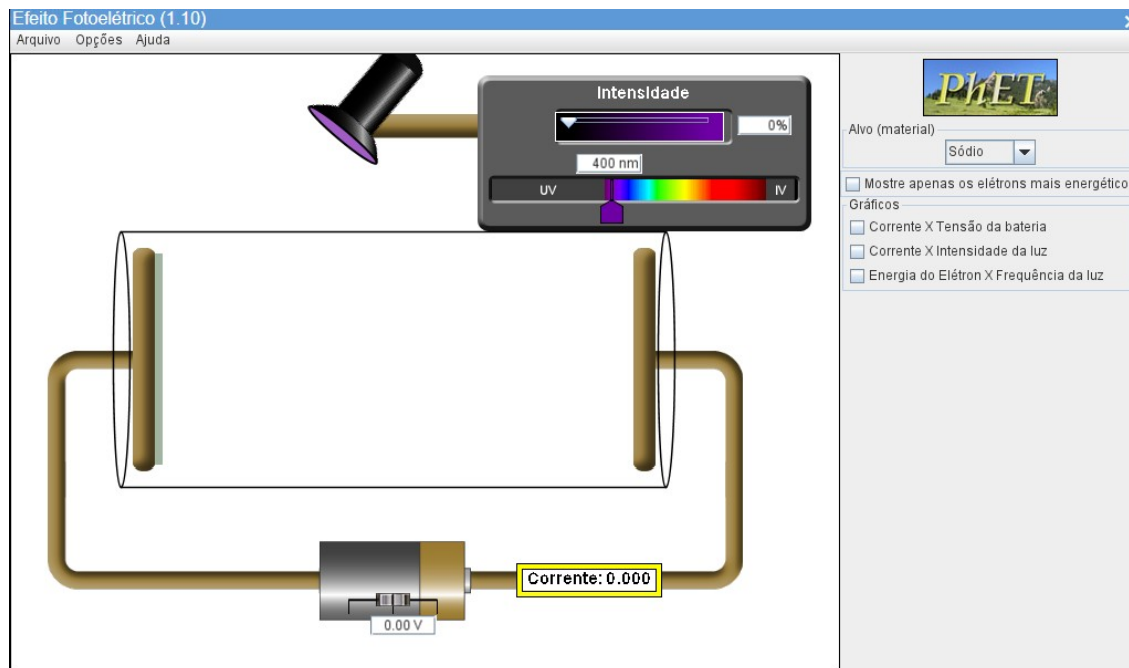 Efeito Fotoelétrico (1.10)
Arquivo Opções Ajuda
Intensidade
0%
400 nm
UV IV
PhET
Alvo (material)
Sódio
Mostre apenas os elétrons mais energético
Gráficos
Corrente X Tensão da bateria
Corrente X Intensidade da luz
Energia do Elétron X Frequência da luz
Corrente: 0.000
0.00 V